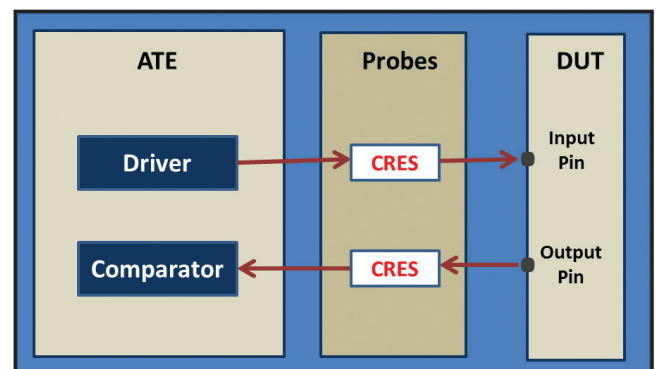 ATE
Probes
DUT
Driver
CRES
Input
Pin
Comparator
CRES
Output
Pin